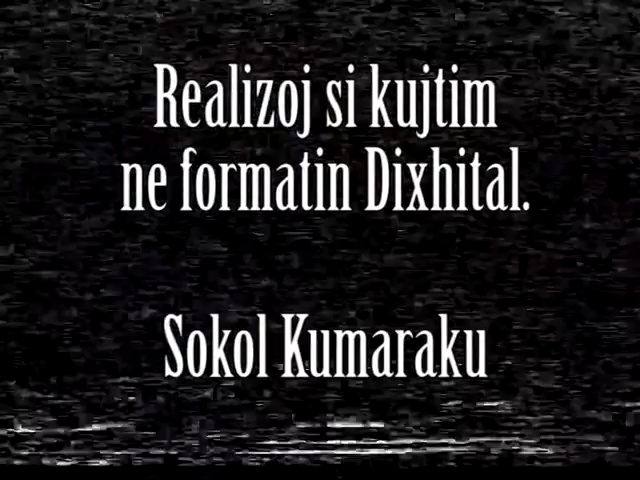 Realizoj si kujtim
ne formatin Dixhital.
Sokol Kumaraku